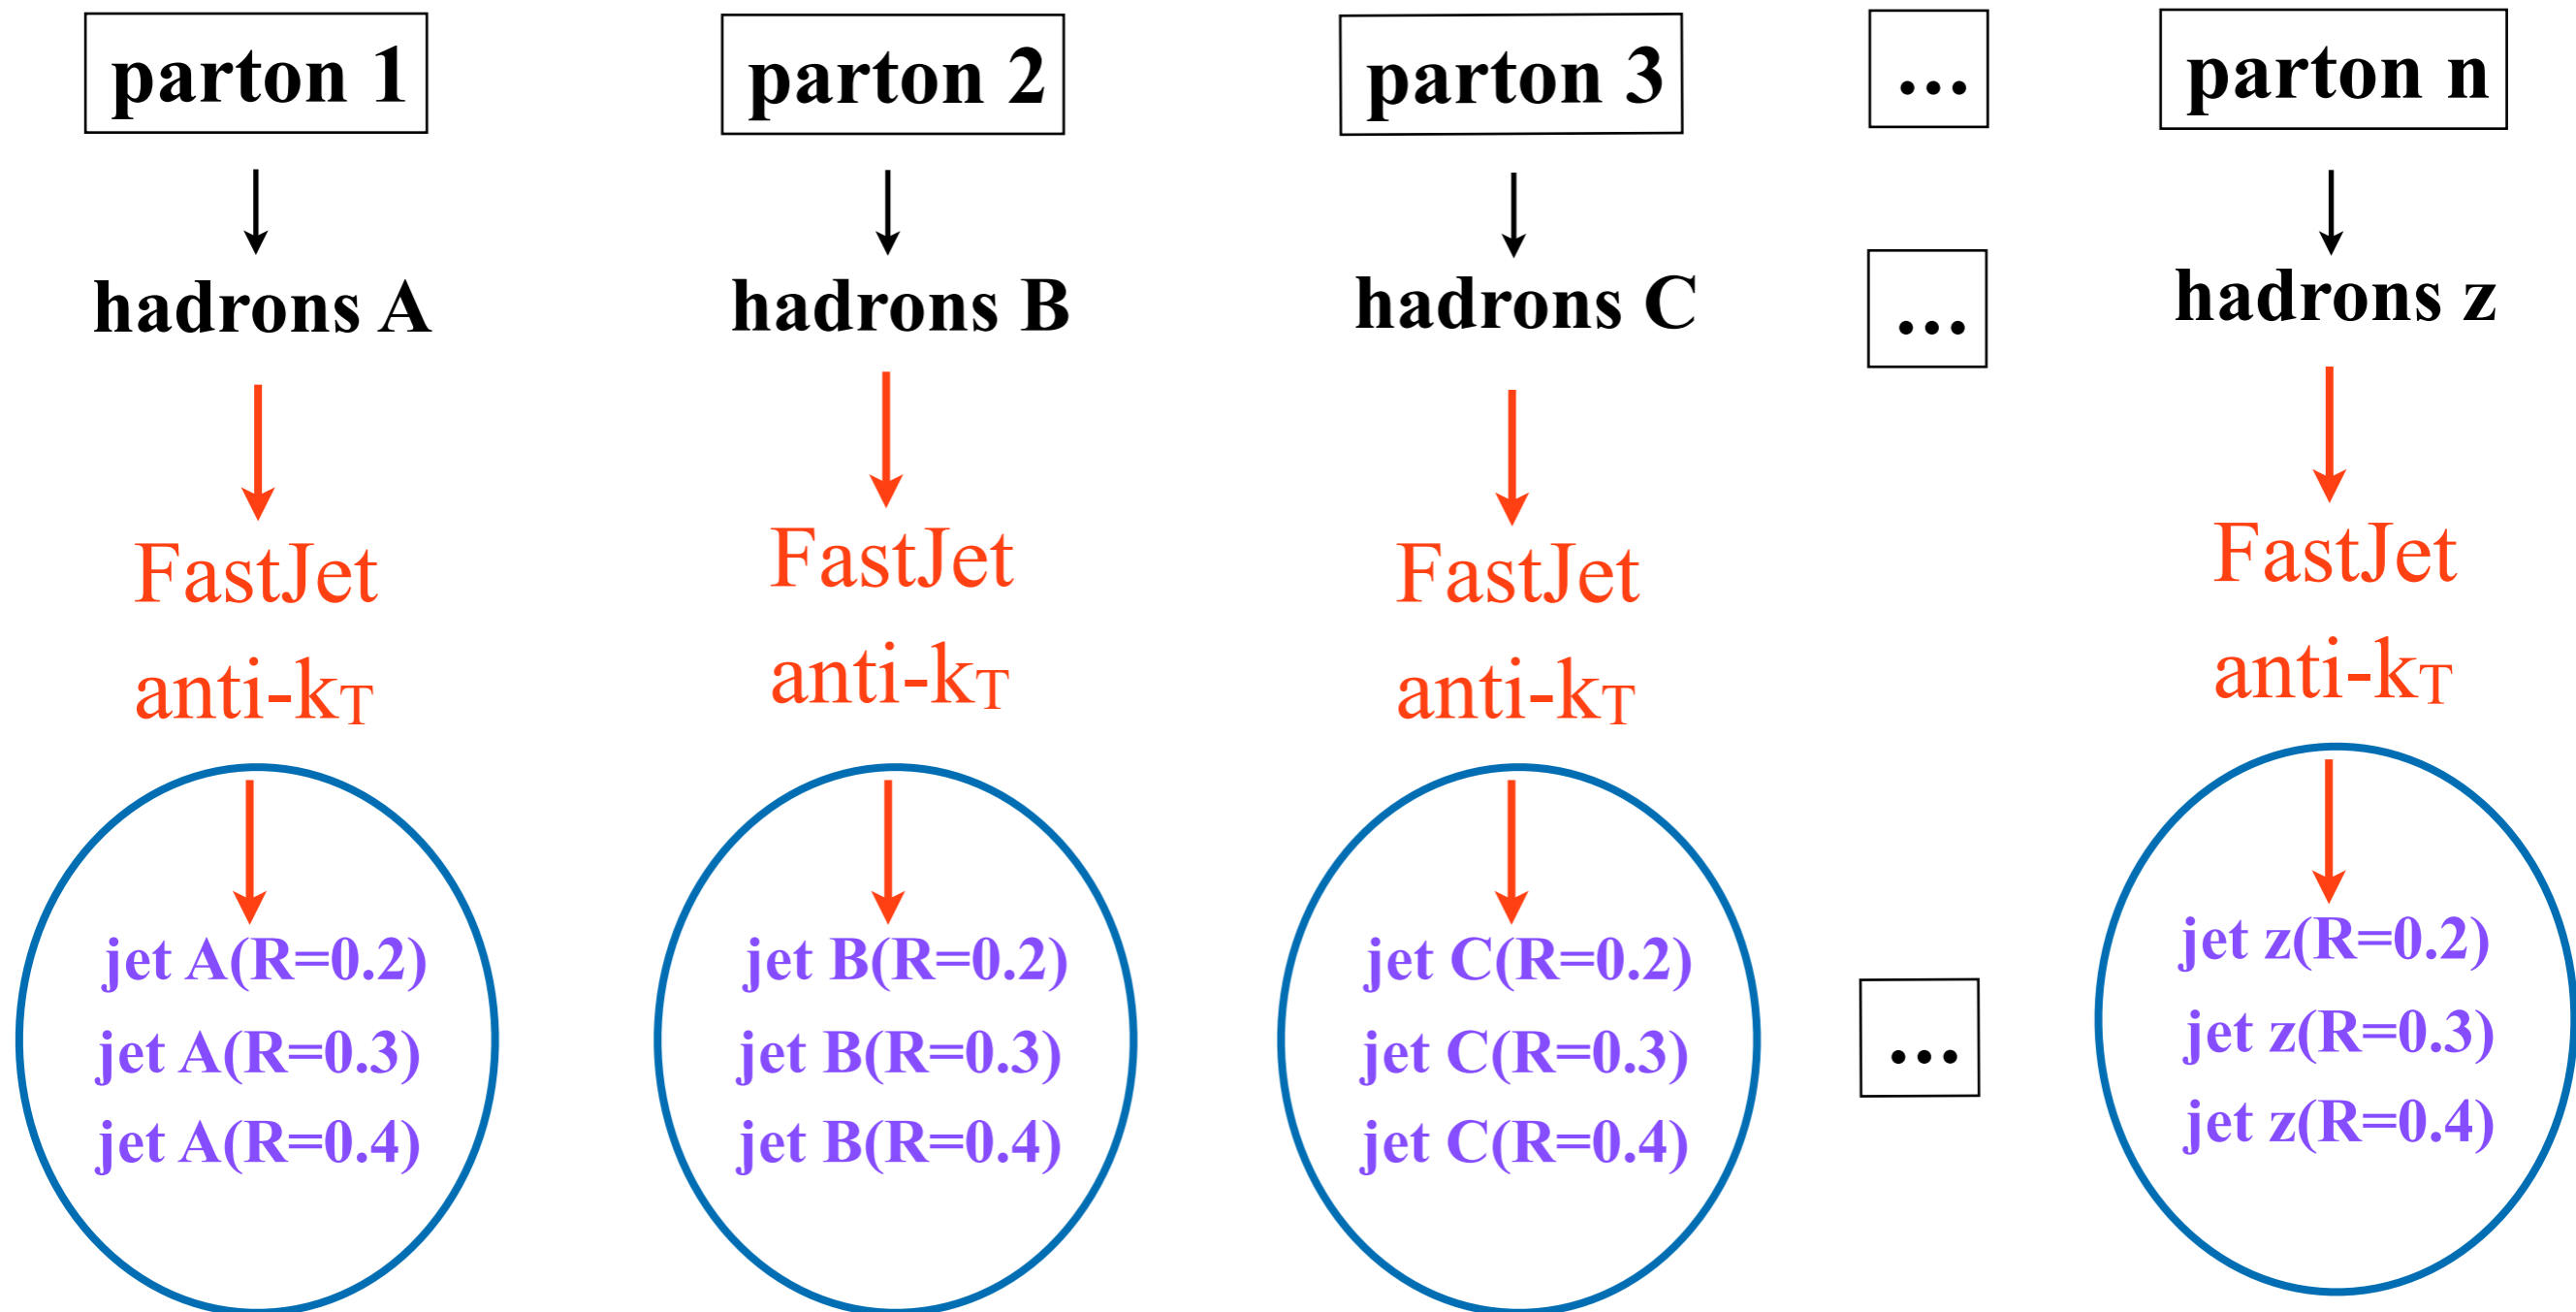 parton 1 parton 2 parton 3 ... parton n
hadrons A hadrons B hadrons C ... hadrons z
FastJet FastJet FastJet FastJet
anti-kT anti-kT anti-kT anti-kT
jet A(R=0.2) jet B(R=0.2) jet C(R=0.2) jet z(R=0.2)
jet A(R=0.3) jet B(R=0.3) jet C(R=0.3) ... jet z(R=0.3)
jet A(R=0.4) jet B(R=0.4) jet C(R=0.4) jet z(R=0.4)